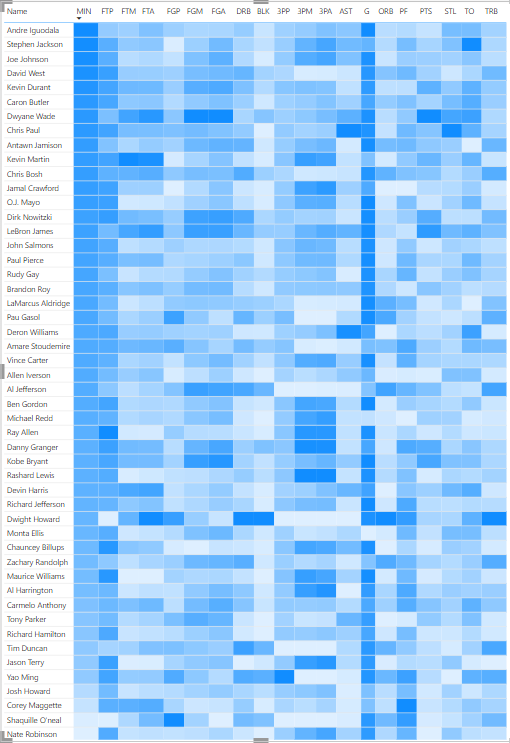 Name MIN FTP FTM FTA FGP FGM FGA DRB BLK 3PP 3PM 3PA AST G ORB PF PTS STL TO TRB
Andre Iguodala
Stephen Jackson
Joe Johnson
David West
Kevin Durant
Caron Butler
Dwyane Wade
Chris Paul
Antawn Jamison
Kevin Martin
Chris Bosh
Jamal Crawford
O.J. Mayo
Dirk Nowitzki
LeBron James
John Salmons
Paul Pierce
Rudy Gay
Brandon Roy
LaMarcus Aldridge
Pau Gasol
Deron Williams
Amare Stoudemire
Vince Carter
Allen Iverson
Al Jefferson
Ben Gordon
Michael Redd
Ray Allen
Danny Granger
Kobe Bryant
Rashard Lewis
Devin Harris
Richard Jefferson
Dwight Howard
Monta Ellis
Chauncey Billups
Zachary Randolph
Maurice Williams
Al Harrington
Carmelo Anthony
Tony Parker
Richard Hamilton
Tim Duncan
Jason Terry
Yao Ming
Josh Howard
Corey Maggette
Shaquille O'neal
Nate Robinson